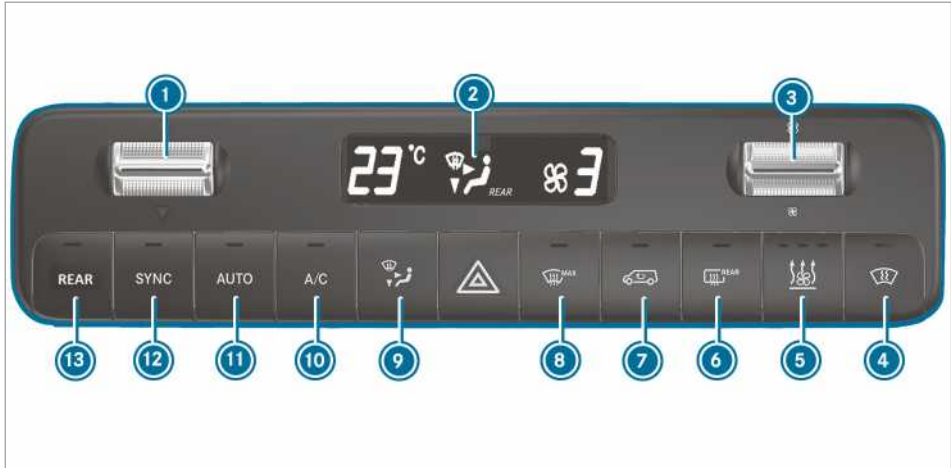 1 2 3
23 °C REAR 3
REAR SYNC AUTO A/C MAX REAR
13 12 11 10 9 8 7 6 5 4